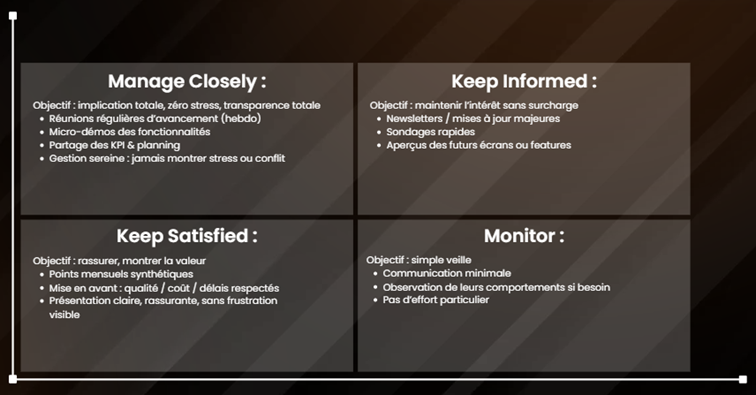 Manage Closely :
Objectif : implication totale, zéro stress, transparence totale
• Réunions régulières d'avancement (hebdo)
• Micro-démos des fonctionnalités
• Partage des KPI & planning
• Gestion sereine : jamais montrer stress ou conflit
Keep Informed :
Objectif : maintenir l'intérêt sans surcharge
• Newsletters / mises à jour majeures
• Sondages rapides
• Aperçus des futurs écrans ou features
Keep Satisfied :
Objectif : rassurer, montrer la valeur
• Points mensuels synthétiques
• Mise en avant : qualité / coût / délais respectés
• Présentation claire, rassurante, sans frustration
visible
Monitor :
Objectif : simple veille
• Communication minimale
• Observation de leurs comportements si besoin
• Pas d'effort particulier